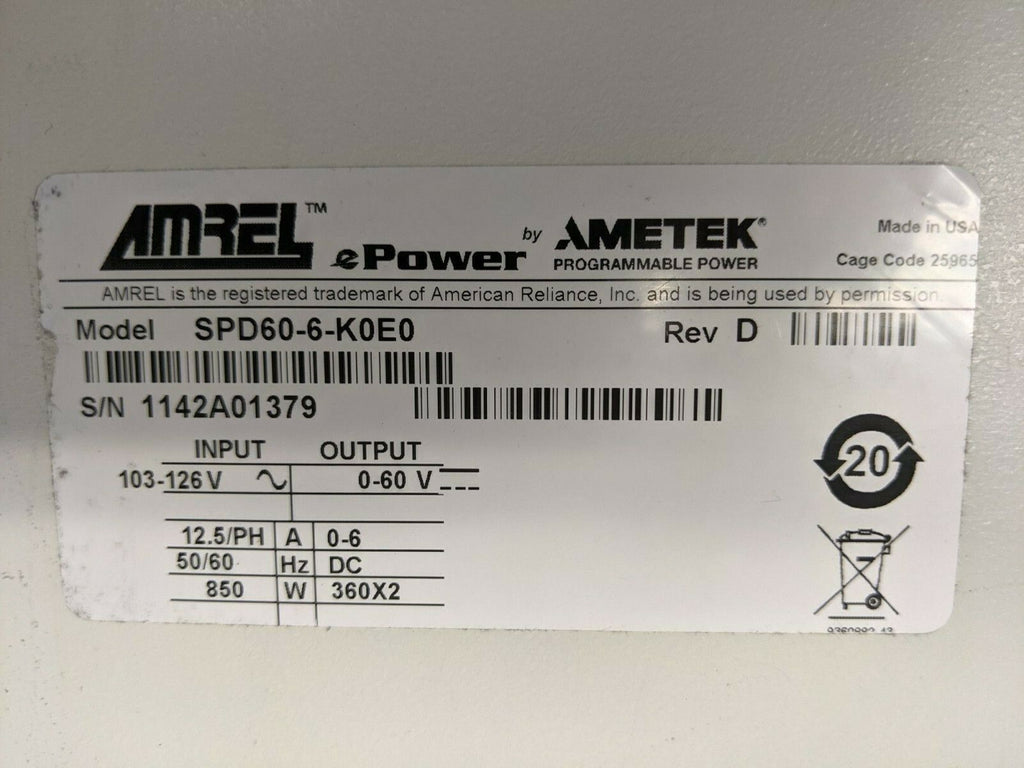 AMREL™ ePower by AMETEK®
PROGRAMMABLE POWER
Made in USA
Cage Code 25965
AMREL is the registered trademark of American Reliance, Inc. and is being used by permission.
Model SPD60-6-K0E0 Rev D
S/N 1142A01379
INPUT OUTPUT
103-126 V 0-60 V
12.5/PH A 0-6
50/60 Hz DC
850 W 360X2
20